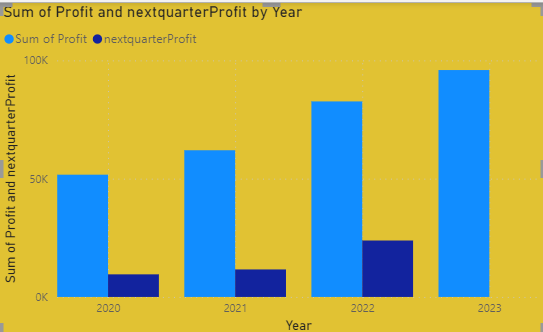 Sum of Profit and nextquarterProfit by Year
Sum of Profit nextquarterProfit
Sum of Profit and nextquarterProfit
100K
50K
0K
2020 2021 2022 2023
Year